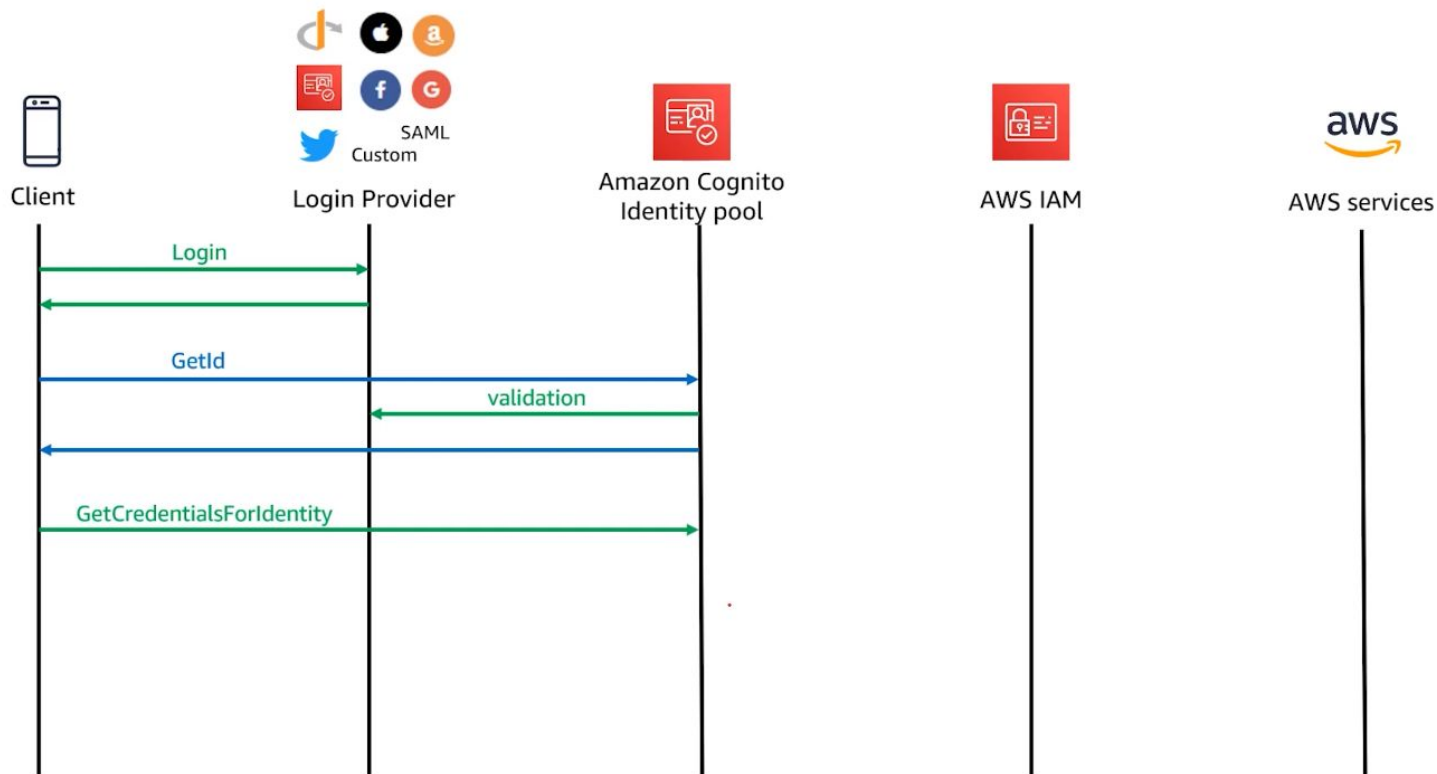 SAML
Custom
Client
Login Provider
Amazon Cognito
Identity pool
AWS IAM
aws
AWS services
Login
GetId
validation
GetCredentialsForIdentity